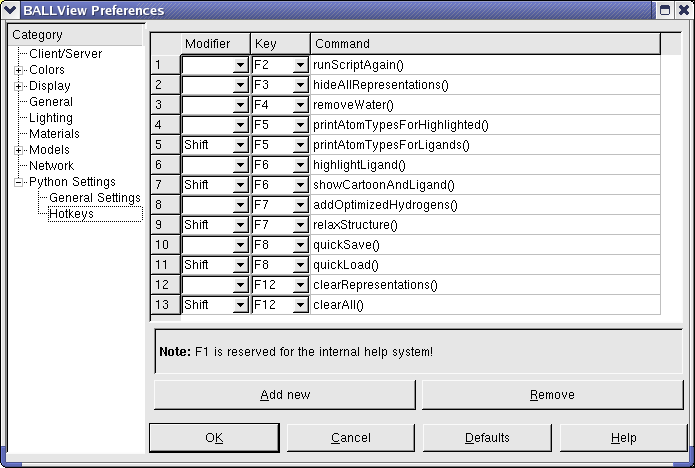 BALLView Preferences
Category
Client/Server
Colors
Display
General
Lighting
Materials
Models
Network
Python Settings
General Settings
Hotkeys
Modifier Key Command
1 F2 runScriptAgain()
2 F3 hideAllRepresentations()
3 F4 removeWater()
4 F5 printAtomTypesForHighlighted()
5 Shift F5 printAtomTypesForLigands()
6 F6 highlightLigand()
7 Shift F6 showCartoonAndLigand()
8 F7 addOptimizedHydrogens()
9 Shift F7 relaxStructure()
10 F8 quickSave()
11 Shift F8 quickLoad()
12 F12 clearRepresentations()
13 Shift F12 clearAll()
Note: F1 is reserved for the internal help system!
Add new Remove
OK Cancel Defaults Help